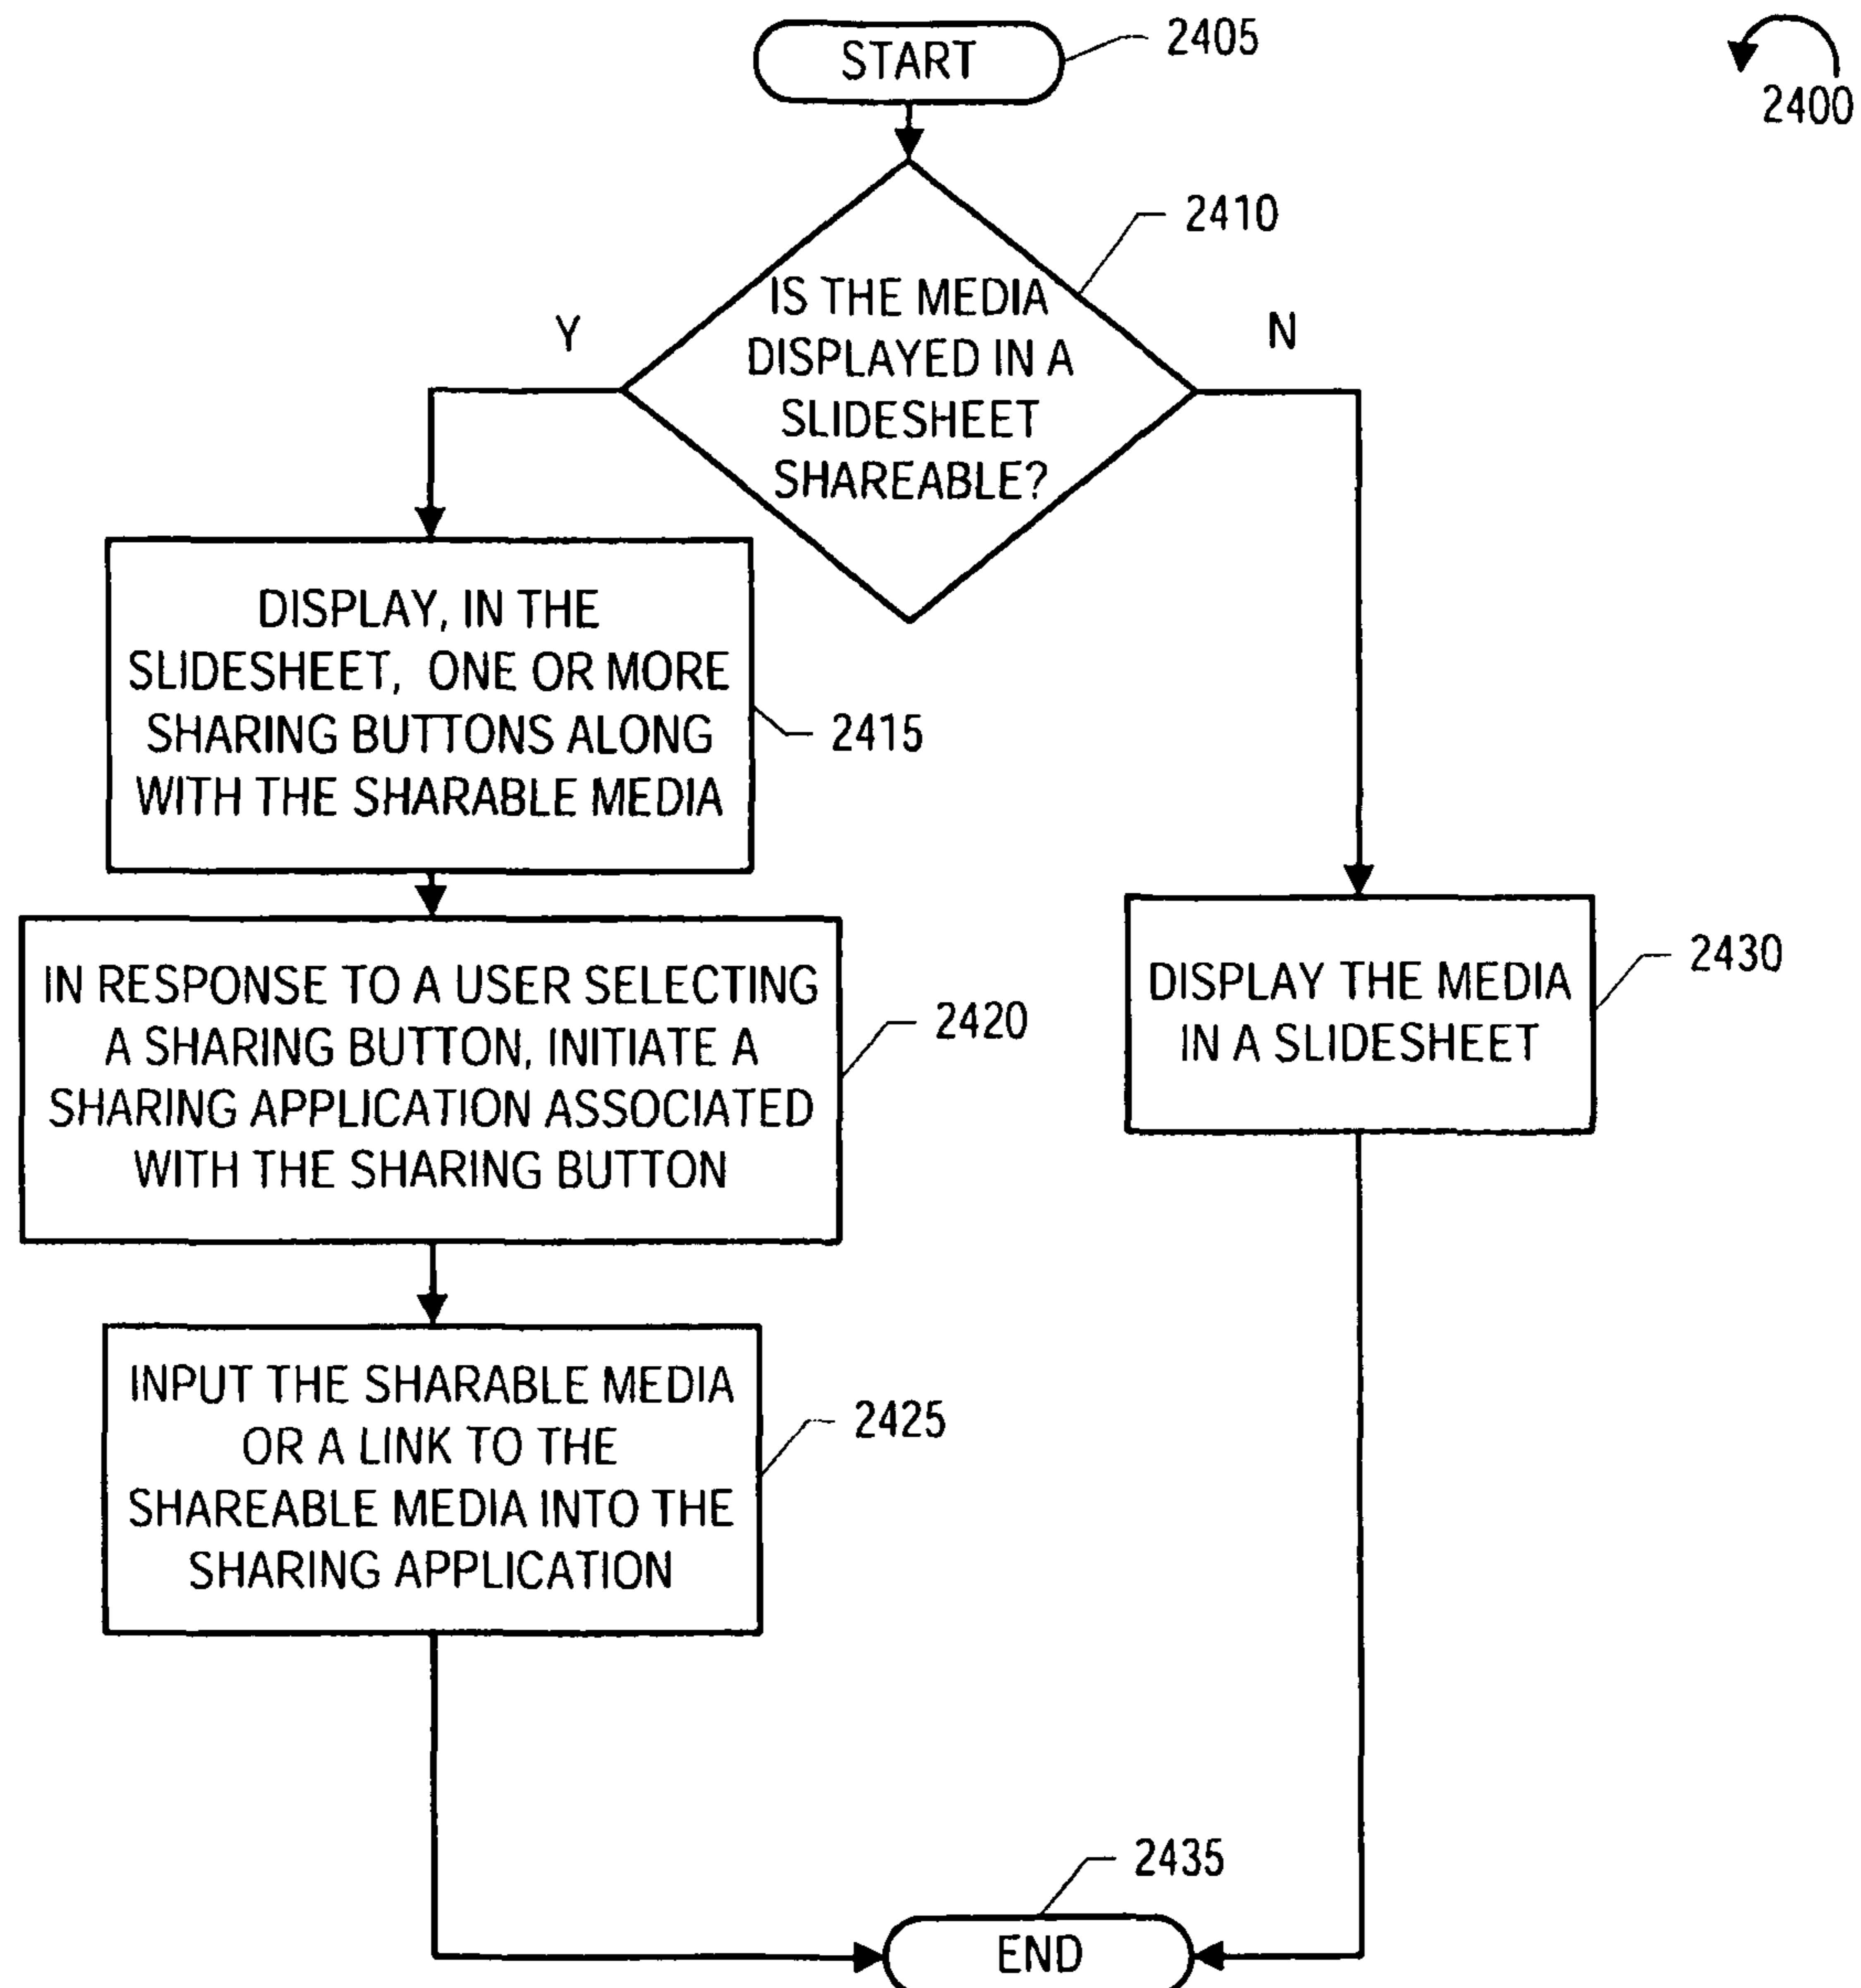 START
2405
2400
2410
IS THE MEDIA
DISPLAYED IN A
SLIDESHEET
SHAREABLE?
Y
N
DISPLAY, IN THE
SLIDESHEET, ONE OR MORE
SHARING BUTTONS ALONG
WITH THE SHARABLE MEDIA
2415
IN RESPONSE TO A USER SELECTING
A SHARING BUTTON, INITIATE A
SHARING APPLICATION ASSOCIATED
WITH THE SHARING BUTTON
2420
DISPLAY THE MEDIA
IN A SLIDESHEET
2430
INPUT THE SHARABLE MEDIA
OR A LINK TO THE
SHAREABLE MEDIA INTO THE
SHARING APPLICATION
2425
2435
END